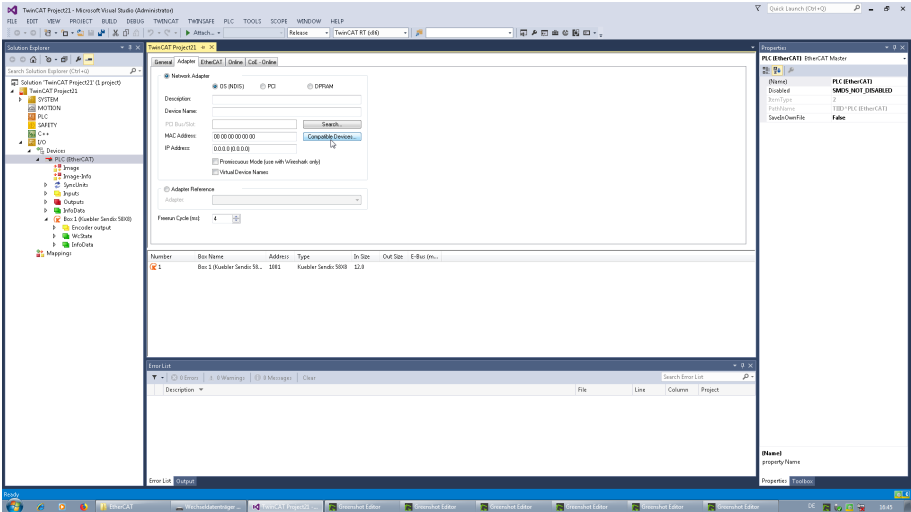 TwinCAT Project21 - Microsoft Visual Studio (Administrator)
Quick Launch (Ctrl+Q)
FILE EDIT VIEW PROJECT BUILD DEBUG TWINCAT TWINSAFE PLC TOOLS SCOPE WINDOW HELP
Attach... Release TwinCAT RT (x86)
Solution Explorer
Search Solution Explorer (Ctrl+ü)
Solution 'TwinCAT Project21' (1 project)
TwinCAT Project21
SYSTEM
MOTION
PLC
SAFETY
C++
I/O
Devices
PLC (EtherCAT)
Image
Image-Info
SyncUnits
Inputs
Outputs
InfoData
Box 1 (Kuebler Sendix 58X8)
Encoder output
WcState
InfoData
Mappings
TwinCAT Project21
General Adapter EtherCAT Online CoE - Online
Network Adapter
OS (NDIS) PCI DPRAM
Description:
Device Name:
PCI Bus/Slot: Search...
MAC Address: 00 00 00 00 00 00 Compatible Devices...
IP Address: 0.0.0.0 (0.0.0.0)
Promiscuous Mode (use with Wireshark only)
Virtual Device Names
Adapter Reference
Adapter:
Freerun Cycle (ms): 4
Number Box Name Address Type In Size Out Size E-Bus (m...
1 Box 1 (Kuebler Sendix 58... 1001 Kuebler Sendix 58X8 12.0
Error List
0 Errors 0 Warnings 0 Messages Clear
Search Error List
Description File Line Column Project
Error List Output
Properties
PLC (EtherCAT) EtherCAT Master
(Name) PLC (EtherCAT)
Disabled SMDS_NOT_DISABLED
ItemType 2
PathName TIID^PLC (EtherCAT)
SaveInOwnFile False
(Name)
property Name
Properties Toolbox
Ready
EtherCAT Wechseldatenträger ... TwinCAT Project21 - ... Greenshot Editor Greenshot Editor Greenshot Editor Greenshot Editor Greenshot Editor Greenshot Editor DE 16:45